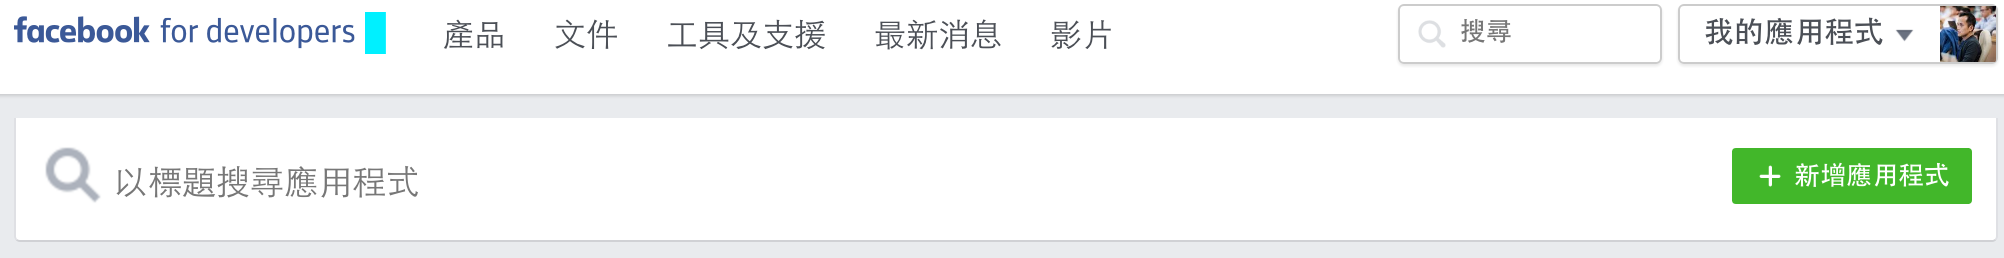 facebook for developers 產品 文件 工具及支援 最新消息 影片 搜尋 我的應用程式
以標題搜尋應用程式 + 新增應用程式